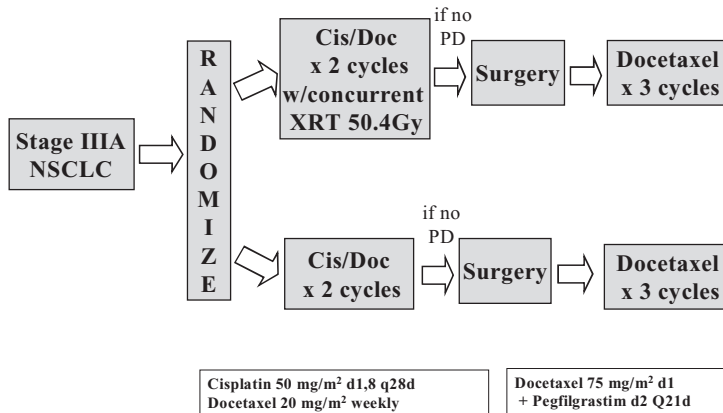 Stage IIIA
NSCLC
RANDOMIZE
Cis/Doc
x 2 cycles
w/concurrent
XRT 50.4Gy
if no
PD
Surgery
Docetaxel
x 3 cycles
Cis/Doc
x 2 cycles
if no
PD
Surgery
Docetaxel
x 3 cycles
Cisplatin 50 mg/m² d1,8 q28d
Docetaxel 20 mg/m² weekly
Docetaxel 75 mg/m² d1
+ Pegfilgrastim d2 Q21d